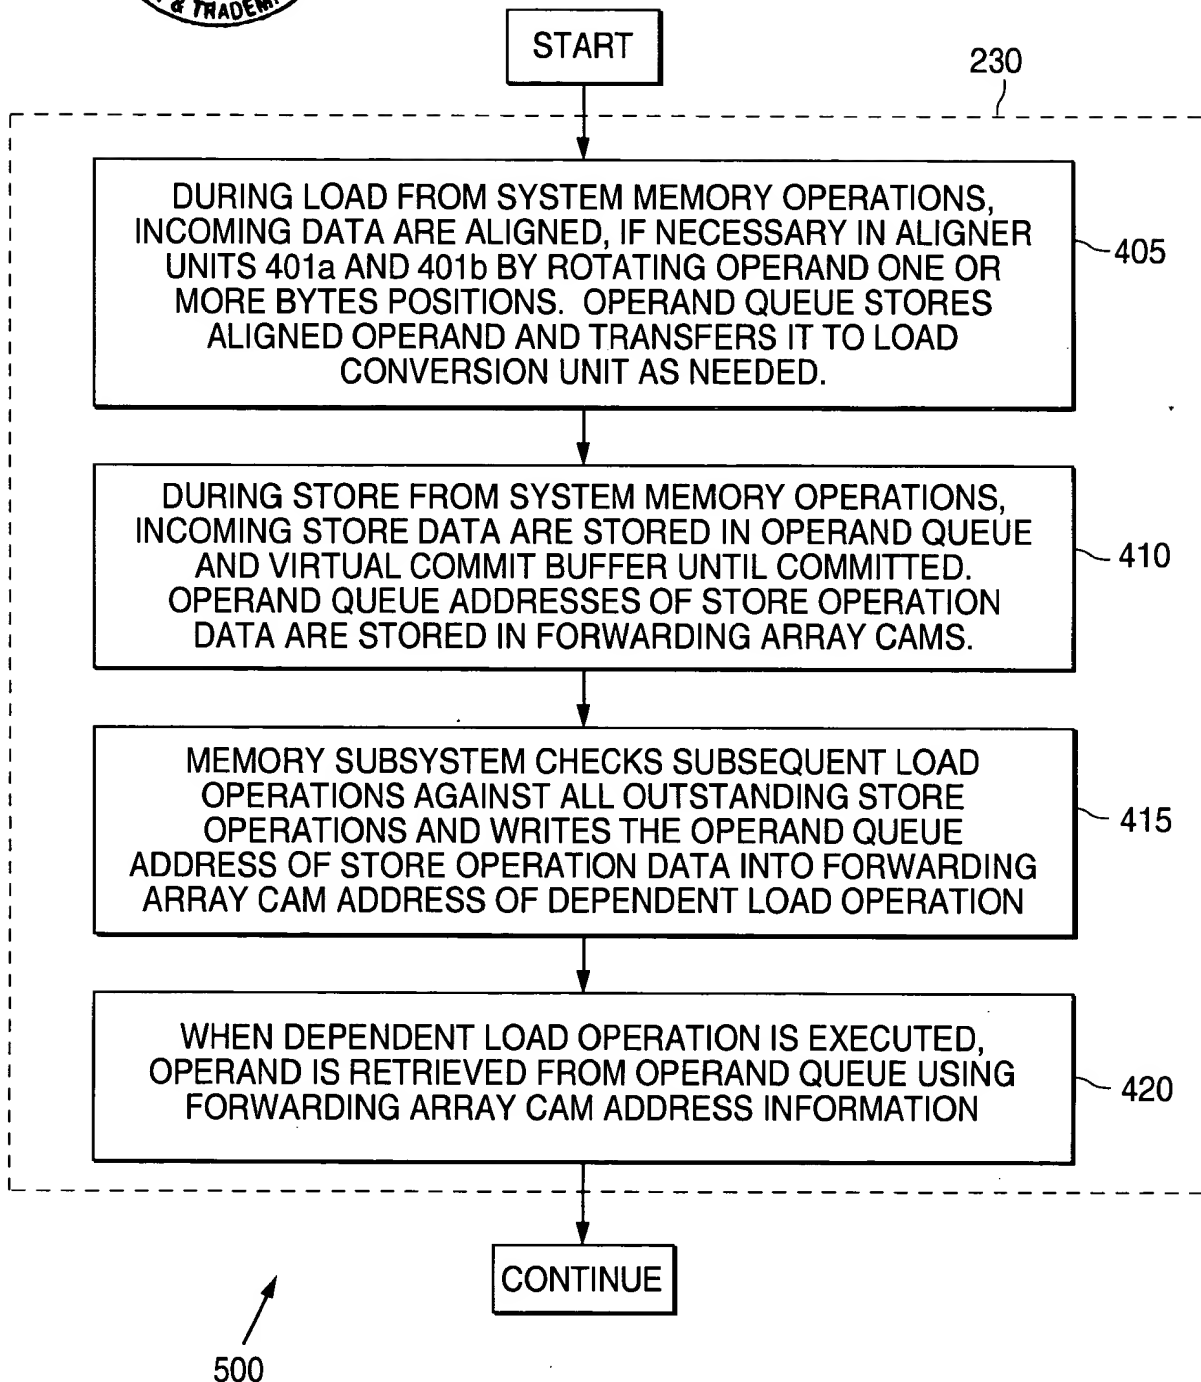 & TRADEM
START
230
DURING LOAD FROM SYSTEM MEMORY OPERATIONS,
INCOMING DATA ARE ALIGNED, IF NECESSARY IN ALIGNER
UNITS 401a AND 401b BY ROTATING OPERAND ONE OR
MORE BYTES POSITIONS. OPERAND QUEUE STORES
ALIGNED OPERAND AND TRANSFERS IT TO LOAD
CONVERSION UNIT AS NEEDED.
405
DURING STORE FROM SYSTEM MEMORY OPERATIONS,
INCOMING STORE DATA ARE STORED IN OPERAND QUEUE
AND VIRTUAL COMMIT BUFFER UNTIL COMMITTED.
OPERAND QUEUE ADDRESSES OF STORE OPERATION
DATA ARE STORED IN FORWARDING ARRAY CAMS.
410
MEMORY SUBSYSTEM CHECKS SUBSEQUENT LOAD
OPERATIONS AGAINST ALL OUTSTANDING STORE
OPERATIONS AND WRITES THE OPERAND QUEUE
ADDRESS OF STORE OPERATION DATA INTO FORWARDING
ARRAY CAM ADDRESS OF DEPENDENT LOAD OPERATION
415
WHEN DEPENDENT LOAD OPERATION IS EXECUTED,
OPERAND IS RETRIEVED FROM OPERAND QUEUE USING
FORWARDING ARRAY CAM ADDRESS INFORMATION
420
CONTINUE
500